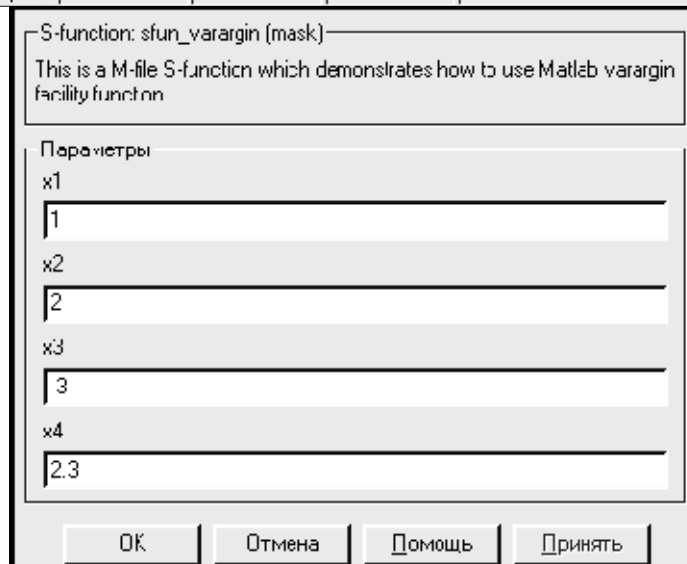 S-function: sfun_varargin (mask)
This is a M-file S-function which demonstrates how to use Matlab varargin
facility function
Параметры
x1
1
x2
2
x3
3
x4
2.3
OK
Отмена
Помощь
Принять